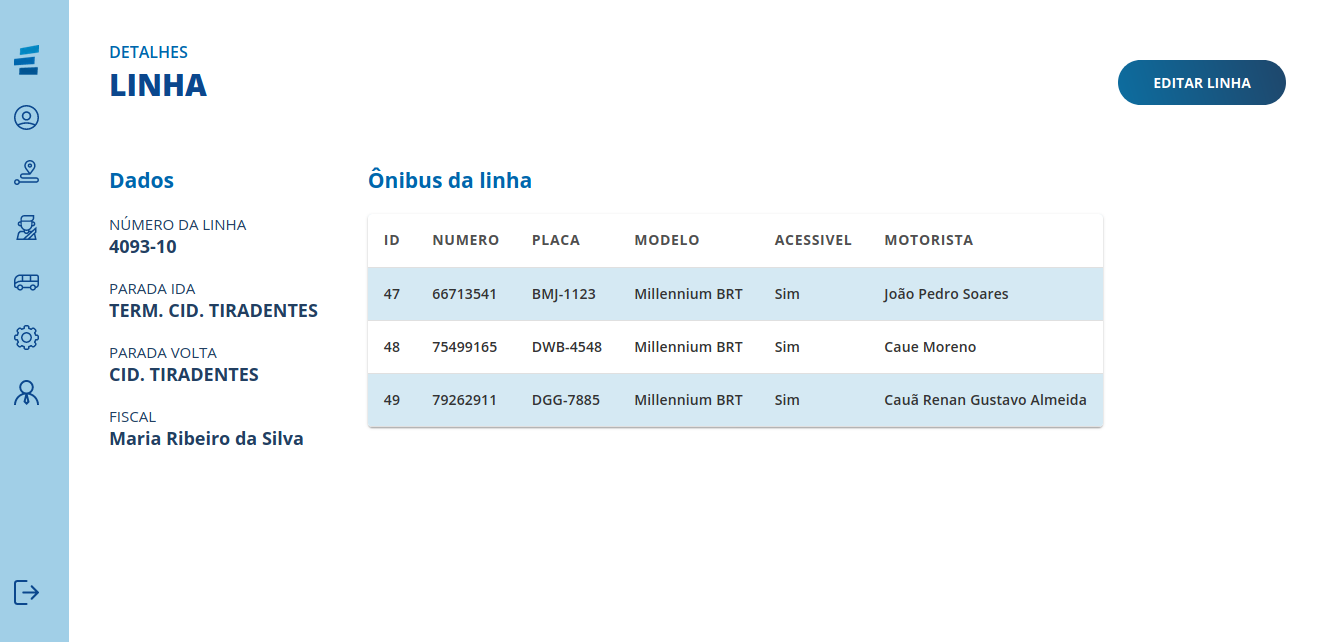 DETALHES
LINHA
EDITAR LINHA
Dados
NÚMERO DA LINHA
4093-10
PARADA IDA
TERM. CID. TIRADENTES
PARADA VOLTA
CID. TIRADENTES
FISCAL
Maria Ribeiro da Silva
Ônibus da linha
ID NUMERO PLACA MODELO ACESSIVEL MOTORISTA
47 66713541 BMJ-1123 Millennium BRT Sim João Pedro Soares
48 75499165 DWB-4548 Millennium BRT Sim Caue Moreno
49 79262911 DGG-7885 Millennium BRT Sim Cauã Renan Gustavo Almeida